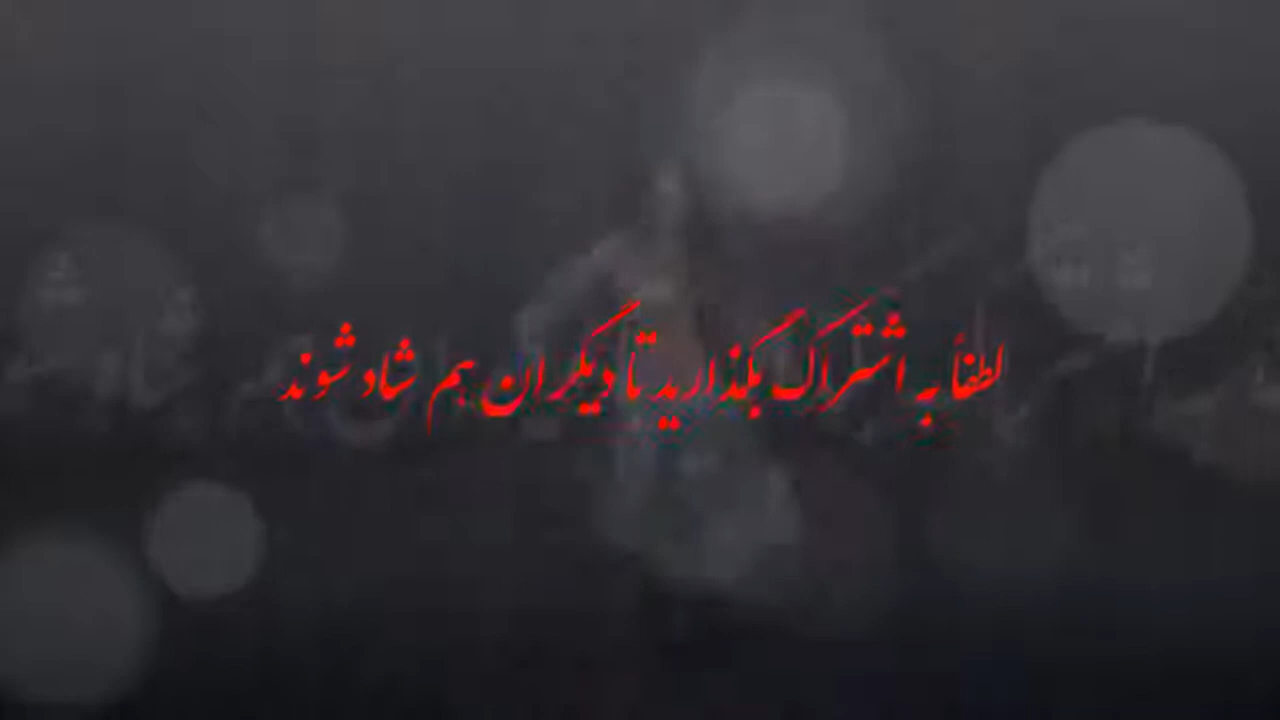 لطفاً به اشتراک بگذارید تا دیگران هم شاد شوند